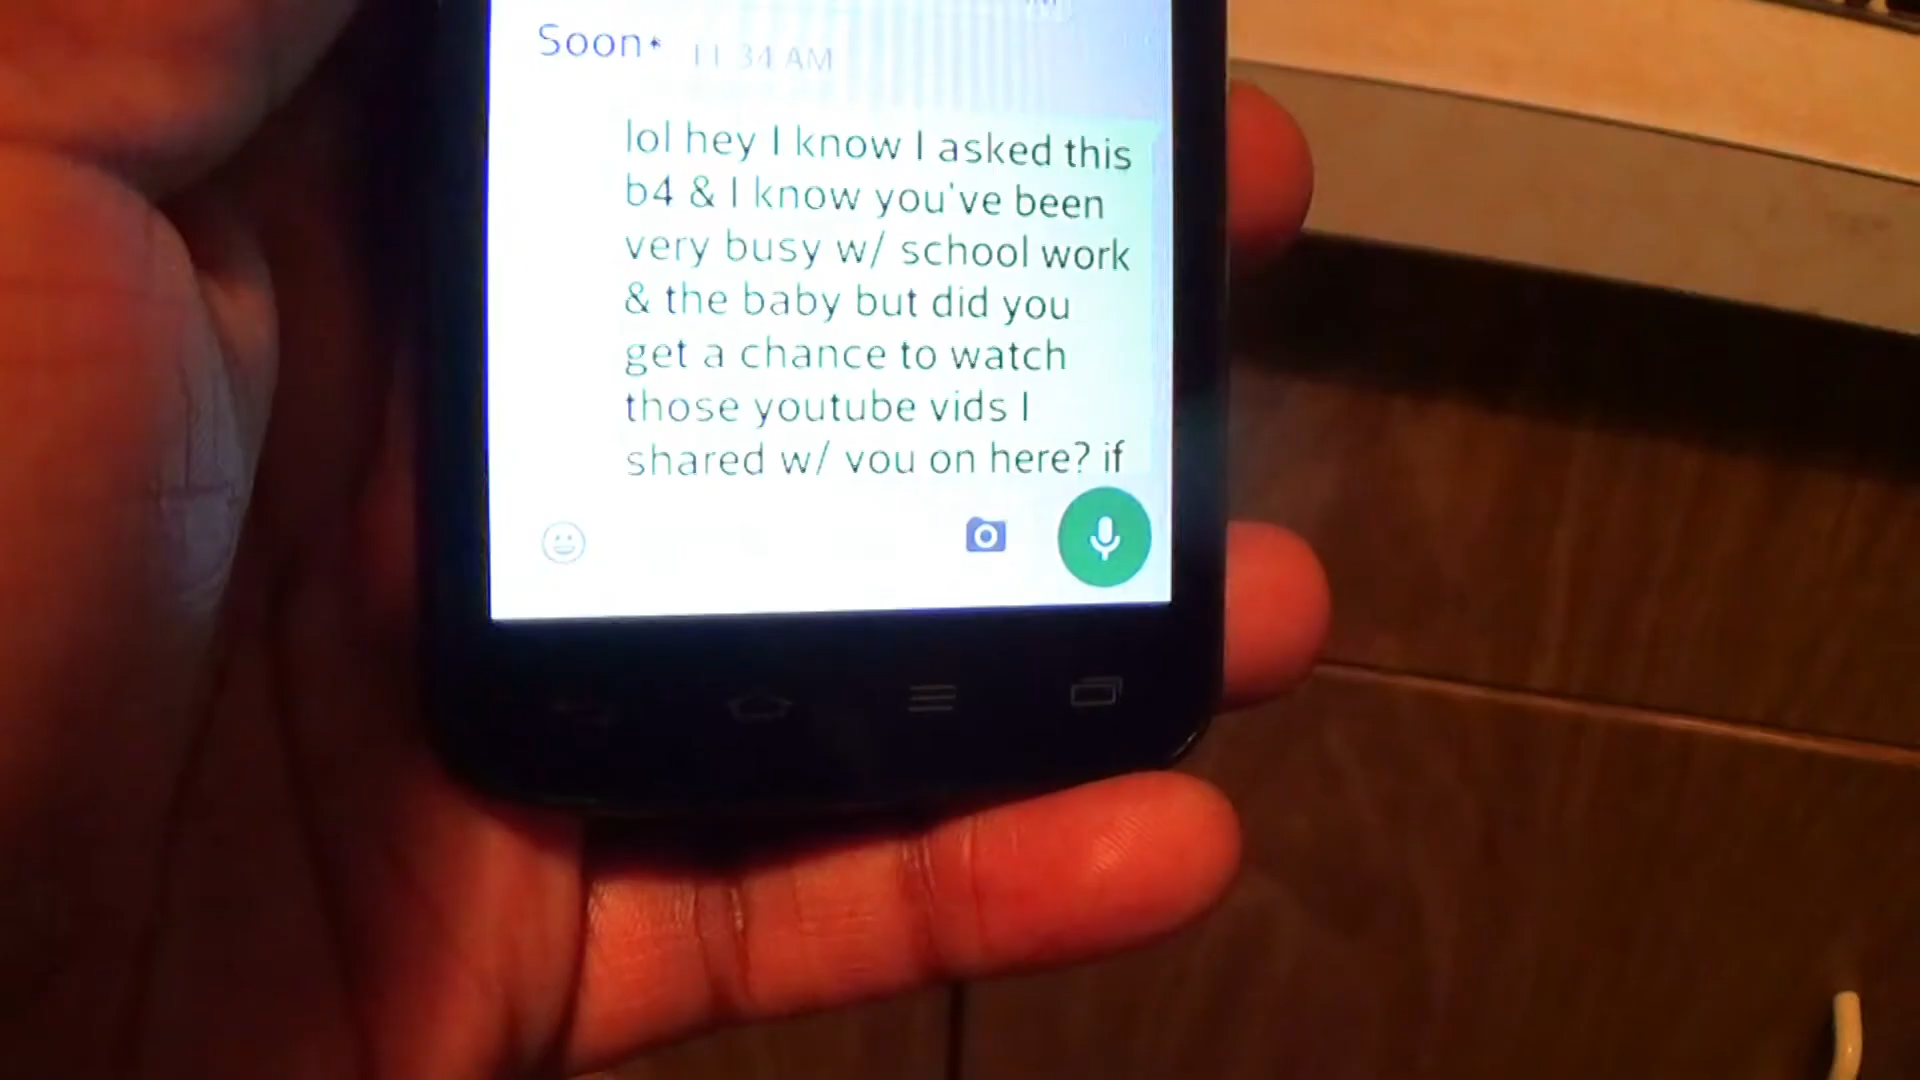 Soon*
11:34 AM
lol hey I know I asked this
b4 & I know you've been
very busy w/ school work
& the baby but did you
get a chance to watch
those youtube vids I
shared w/ you on here? if